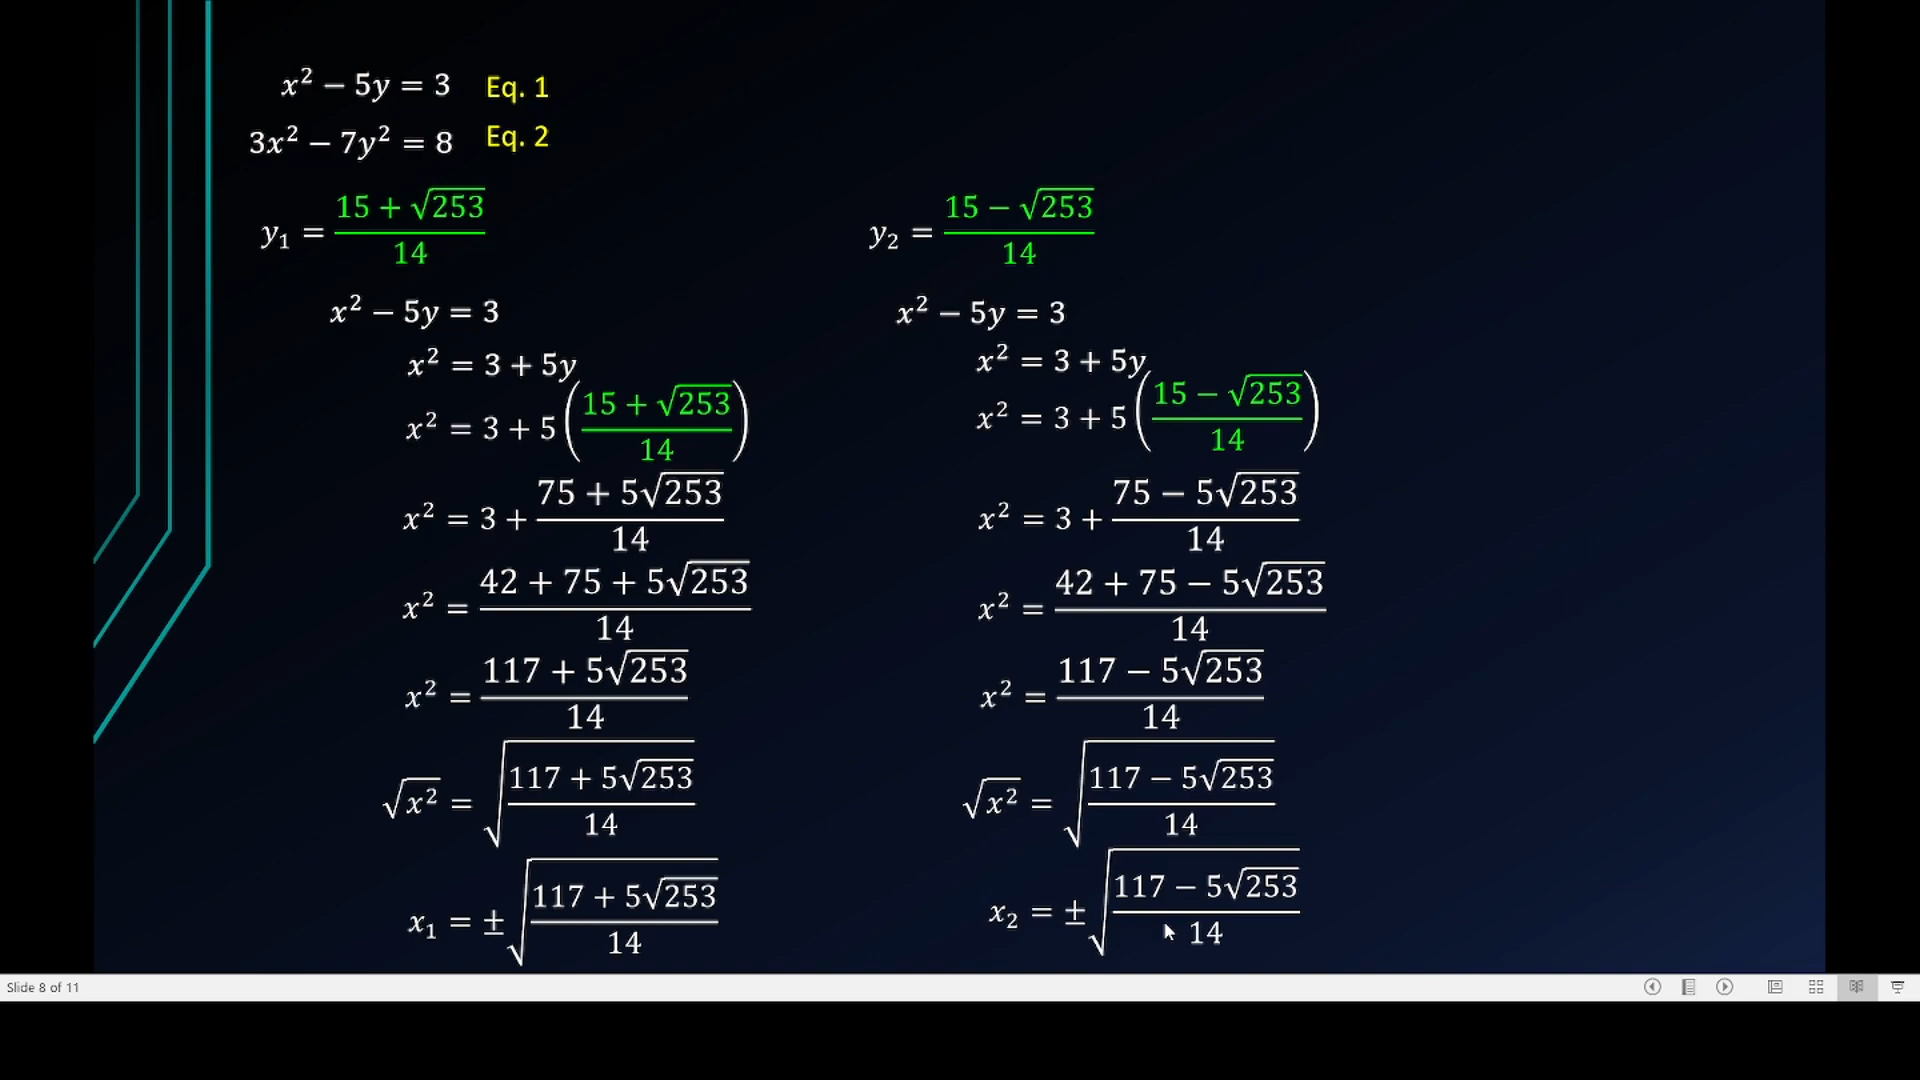 x² − 5y = 3 Eq. 1
3x² − 7y² = 8 Eq. 2
y₁ = (15 + √253)/14
x² − 5y = 3
x² = 3 + 5y
x² = 3 + 5((15 + √253)/14)
x² = 3 + (75 + 5√253)/14
x² = (42 + 75 + 5√253)/14
x² = (117 + 5√253)/14
√(x²) = √((117 + 5√253)/14)
x₁ = ±√((117 + 5√253)/14)
y₂ = (15 − √253)/14
x² − 5y = 3
x² = 3 + 5y
x² = 3 + 5((15 − √253)/14)
x² = 3 + (75 − 5√253)/14
x² = (42 + 75 − 5√253)/14
x² = (117 − 5√253)/14
√(x²) = √((117 − 5√253)/14)
x₂ = ±√((117 − 5√253)/14)
Slide 8 of 11